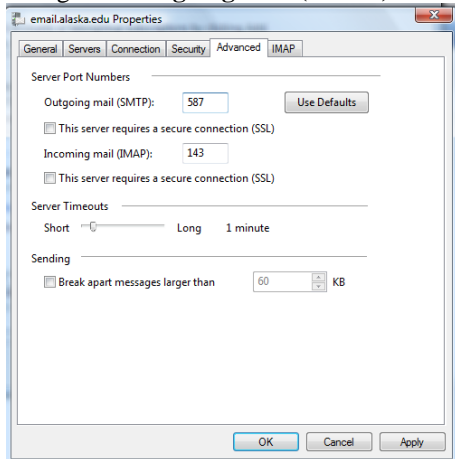 email.alaska.edu Properties
General Servers Connection Security Advanced IMAP
Server Port Numbers
Outgoing mail (SMTP): 587 Use Defaults
This server requires a secure connection (SSL)
Incoming mail (IMAP): 143
This server requires a secure connection (SSL)
Server Timeouts
Short Long 1 minute
Sending
Break apart messages larger than 60 KB
OK Cancel Apply